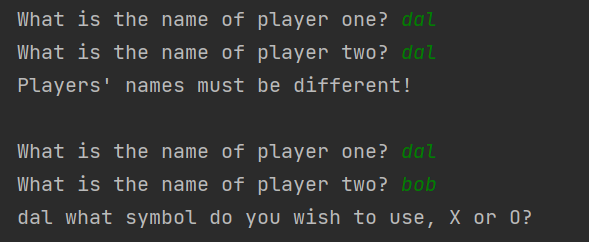 What is the name of player one? dal
What is the name of player two? dal
Players' names must be different!
What is the name of player one? dal
What is the name of player two? bob
dal what symbol do you wish to use, X or O?